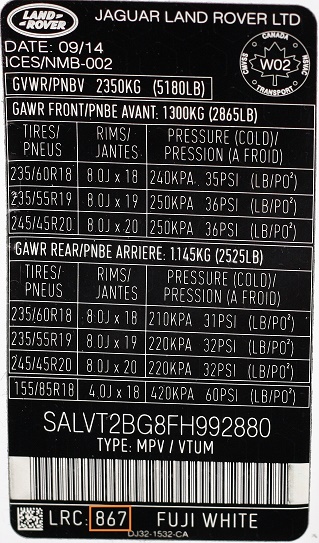 LAND-
ROVER
JAGUAR LAND ROVER LTD
DATE: 09/14
ICES/NMB-002
CANADA
CMVSS
NSVAC
W02
TRANSPORT
GVWR/PNBV 2350KG (5180LB)
GAWR FRONT/PNBE AVANT: 1300KG (2865LB)
TIRES/ RIMS/ PRESSURE (COLD)/
PNEUS JANTES PRESSION (A FROID)
235/60R18 8.0J x 18 240KPA 35PSI (LB/PO²)
235/55R19 8.0J x 19 250KPA 36PSI (LB/PO²)
245/45R20 8.0J x 20 250KPA 36PSI (LB/PO²)
GAWR REAR/PNBE ARRIERE: 1.145KG (2525LB)
TIRES/ RIMS/ PRESSURE (COLD)/
PNEUS JANTES PRESSION (A FROID)
235/60R18 8.0J x 18 210KPA 31PSI (LB/PO²)
235/55R19 8.0J x 19 220KPA 32PSI (LB/PO²)
245/45R20 8.0J x 20 220KPA 32PSI (LB/PO²)
155/85R18 4.0J x 18 420KPA 60PSI (LB/PO²)
SALVT2BG8FH992880
TYPE: MPV / VTUM
LRC: 867 FUJI WHITE
DJ32-1532-CA